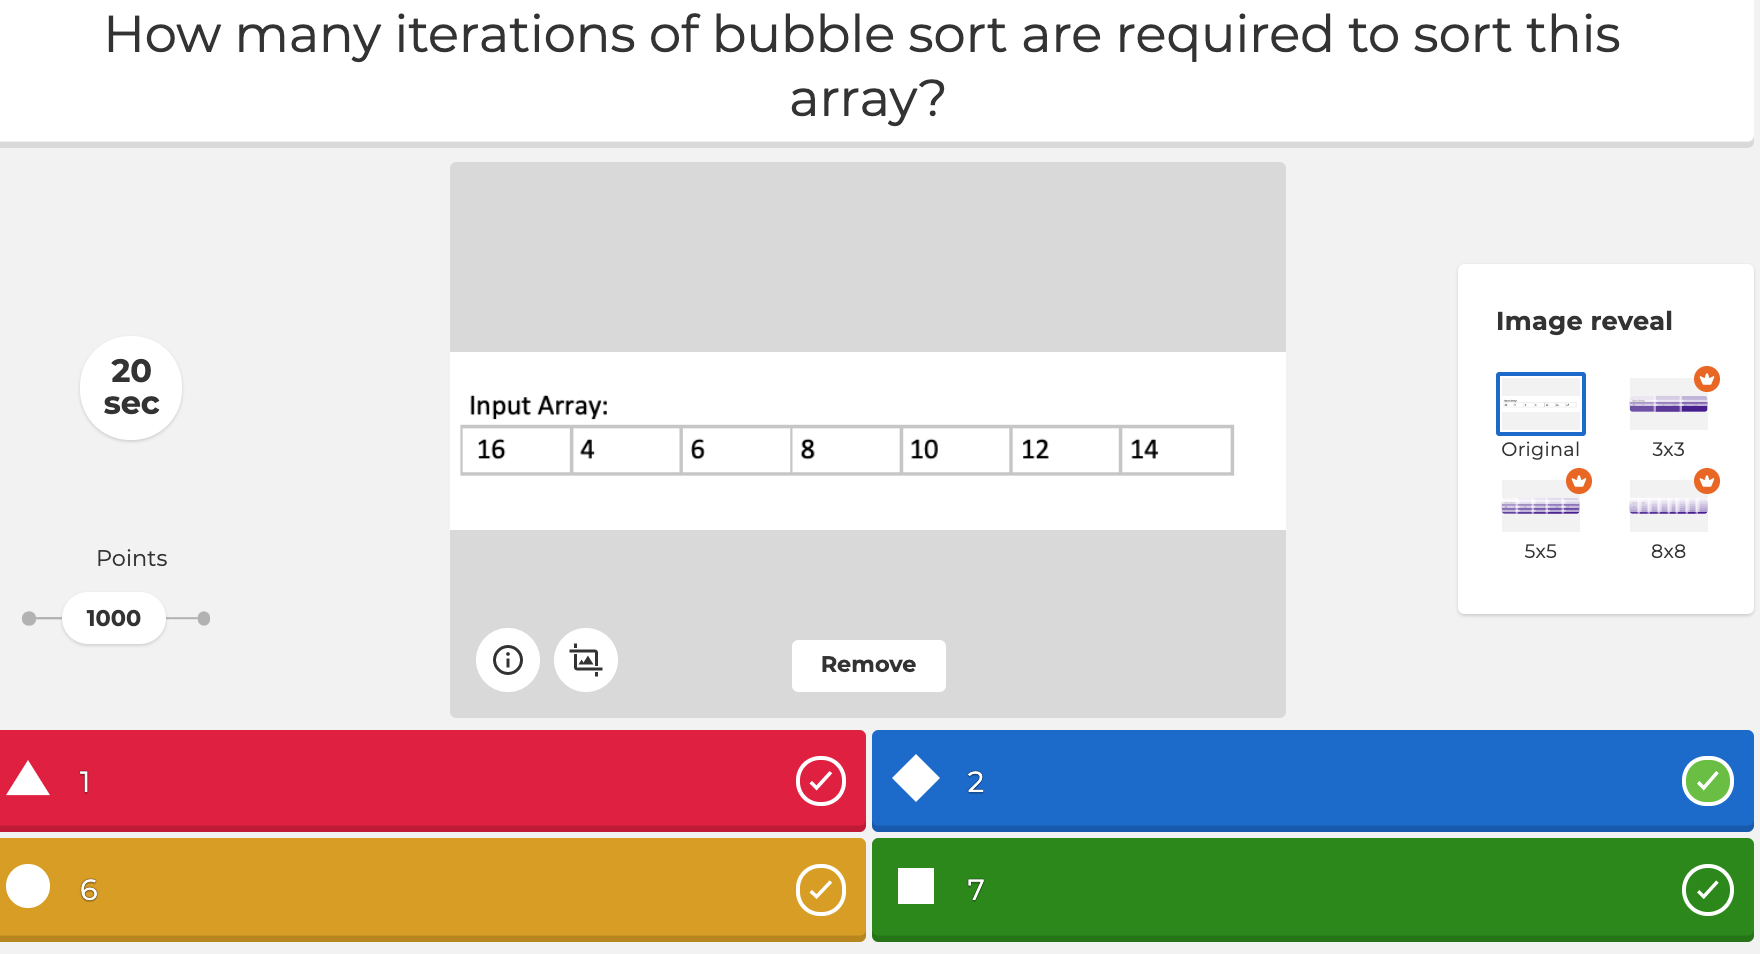 How many iterations of bubble sort are required to sort this
array?
20
sec
Points
1000
Input Array:
16 4 6 8 10 12 14
Remove
Image reveal
Original 3x3
5x5 8x8
1
2
6
7